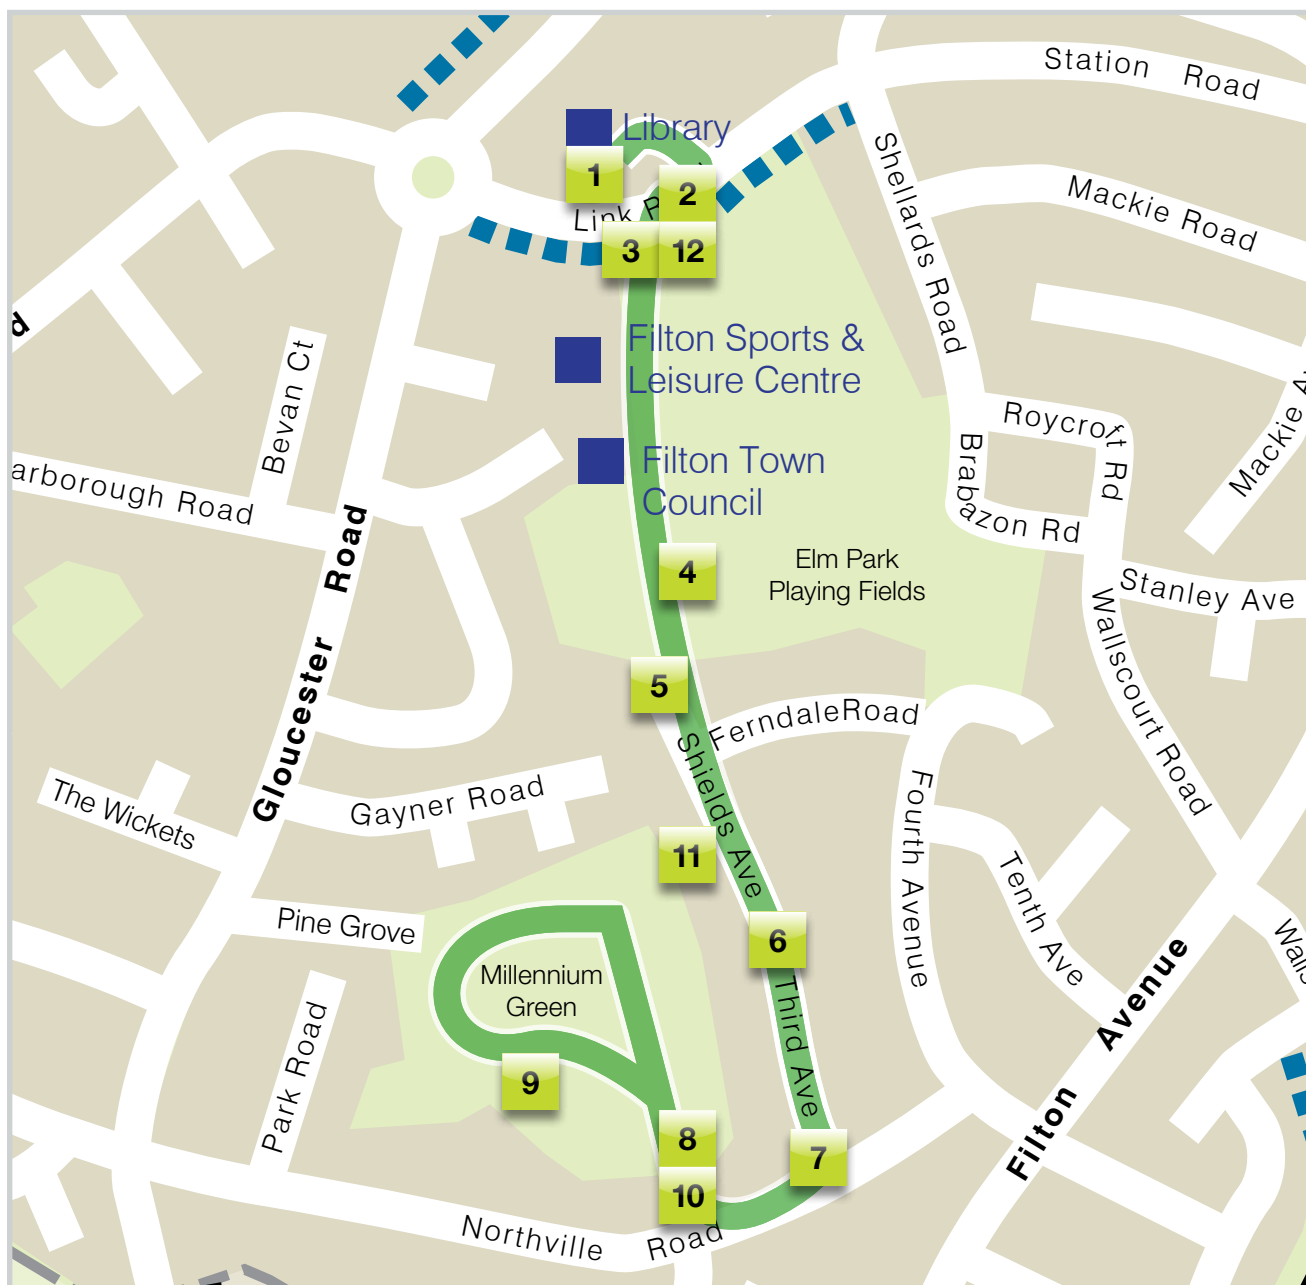 Station Road
Library
1
2
Link
Shellards Road
Mackie Road
3
12
Filton Sports &
Leisure Centre
Bevan Ct
Roycroft Rd
Mackie
Brabazon Rd
Filton Town
Council
arborough Road
Gloucester Road
4
Elm Park
Playing Fields
Stanley Ave
Wallscourt Road
5
Ferndale Road
Shields Ave
The Wickets
Gayner Road
Fourth Avenue
11
Tenth Ave
Pine Grove
6
Millennium
Green
Third Ave
Filton Avenue
Park Road
9
8
7
10
Northville Road